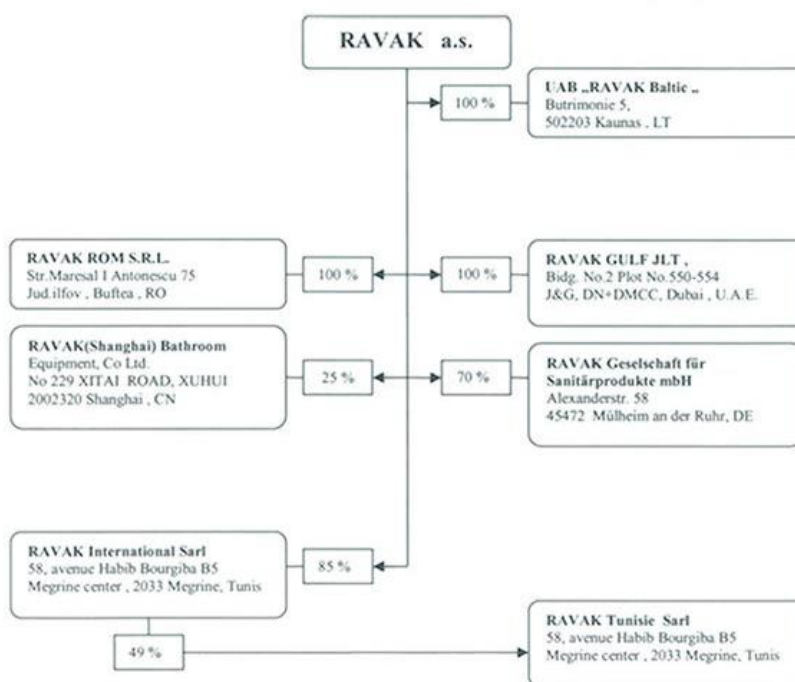 RAVAK a.s.
100 %
UAB „RAVAK Baltic „
Butrimonie 5,
502203 Kaunas , LT
RAVAK ROM S.R.L.
Str.Maresal I Antonescu 75
Jud.ilfov , Buftea , RO
100 %
100 %
RAVAK GULF JLT ,
Bidg. No.2 Plot No.550-554
J&G, DN+DMCC, Dubai , U.A.E.
RAVAK(Shanghai) Bathroom
Equipment, Co Ltd.
No 229 XITAI ROAD, XUHUI
2002320 Shanghai , CN
25 %
70 %
RAVAK Geselschaft für
Sanitärprodukte mbH
Alexanderstr. 58
45472 Mülheim an der Ruhr, DE
RAVAK International Sarl
58, avenue Habib Bourgiba B5
Megrine center , 2033 Megrine, Tunis
85 %
49 %
RAVAK Tunisie Sarl
58, avenue Habib Bourgiba B5
Megrine center , 2033 Megrine, Tunis